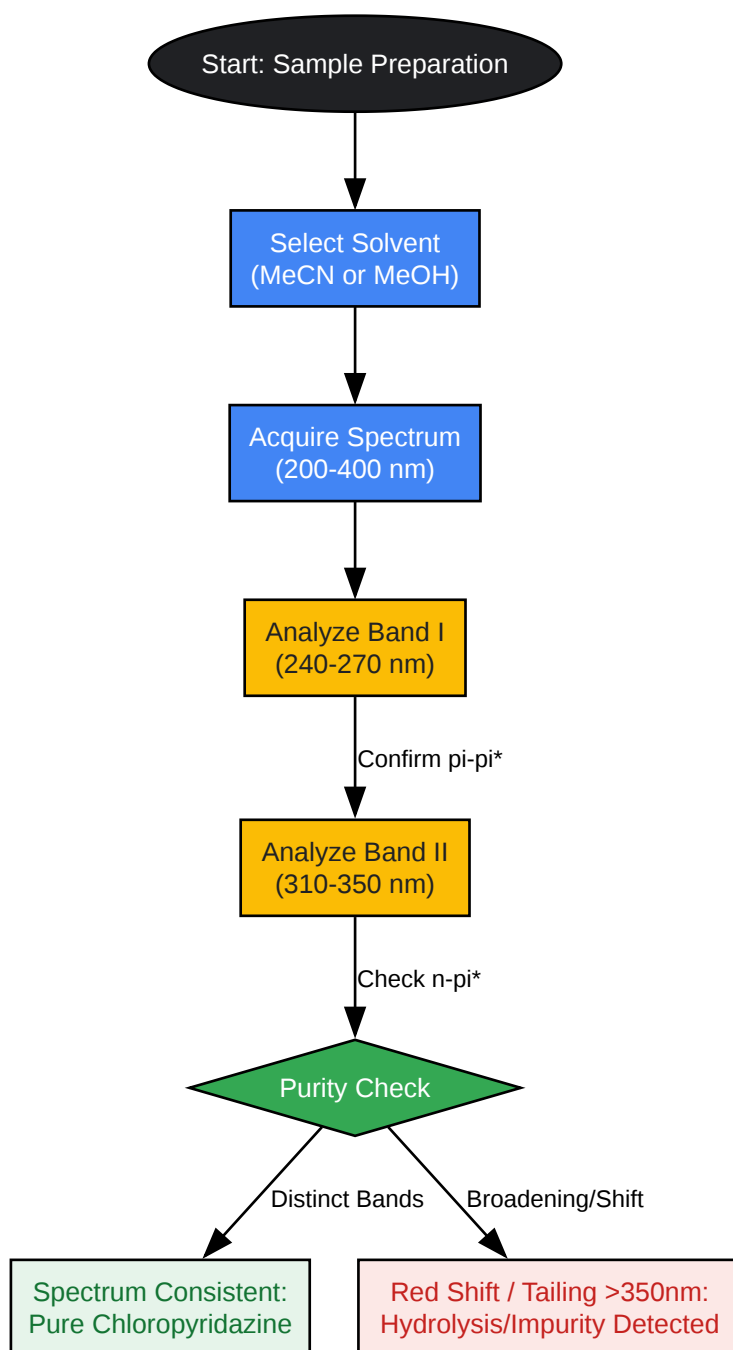 Start: Sample Preparation
Select Solvent
(MeCN or MeOH)
Acquire Spectrum
(200-400 nm)
Analyze Band I
(240-270 nm)
Confirm pi-pi*
Analyze Band II
(310-350 nm)
Check n-pi*
Purity Check
Distinct Bands
Broadening/Shift
Spectrum Consistent:
Pure Chloropyridazine
Red Shift / Tailing >350nm:
Hydrolysis/Impurity Detected